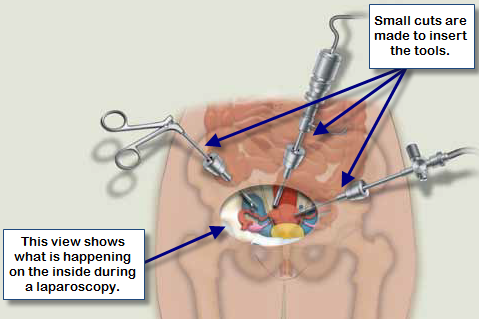 Small cuts are
made to insert
the tools.
This view shows
what is happening
on the inside during
a laparoscopy.